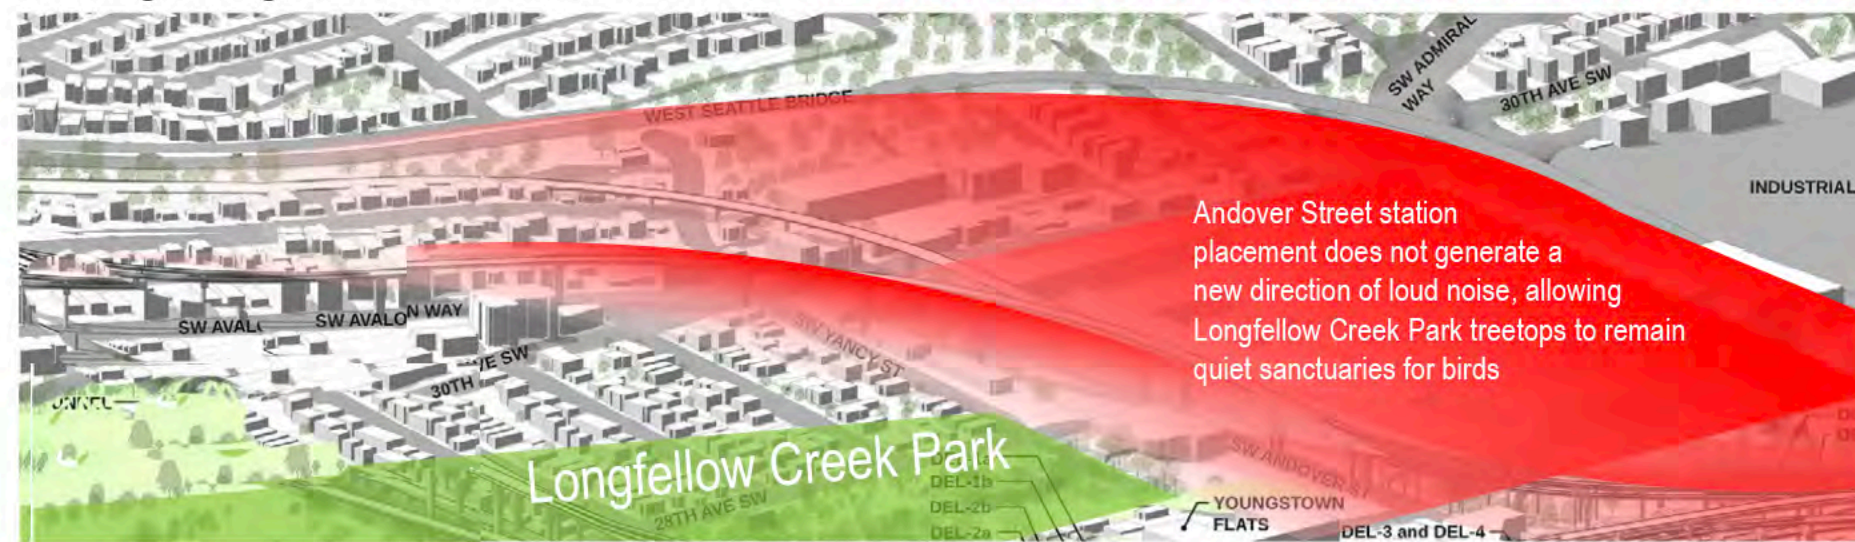 SW ADMIRAL
WAY
30TH AVE SW
WEST SEATTLE BRIDGE
INDUSTRIAL
Andover Street station
placement does not generate a
new direction of loud noise, allowing
Longfellow Creek Park treetops to remain
quiet sanctuaries for birds
SW AVAL
SW AVALON WAY
SW YANCY ST
30TH
VE SW
Longfellow Creek Park
SW ANDOVER ST
DEL-1b
DEL-2b
DEL-2a
28TH AVE SW
YOUNGSTOWN
FLATS
DEL-3 and DEL-4